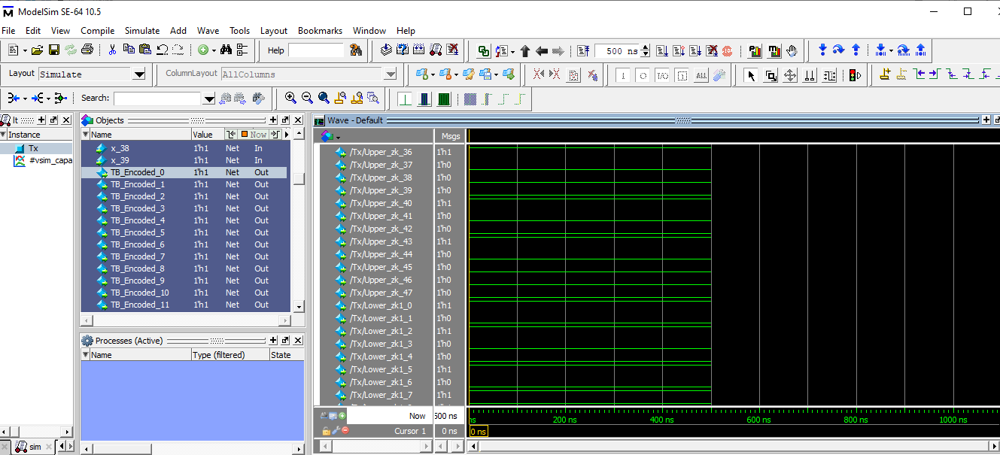 ModelSim SE-64 10.5
File Edit View Compile Simulate Add Wave Tools Layout Bookmarks Window Help
Help 500 ns
Layout Simulate ColumnLayout AllColumns
Search:
It
Instance
Tx
#vsim_capa
sim
Objects
Name Value Now
x_38 1'h1 Net In
x_39 1'h1 Net In
TB_Encoded_0 1'h1 Net Out
TB_Encoded_1 1'h1 Net Out
TB_Encoded_2 1'h1 Net Out
TB_Encoded_3 1'h1 Net Out
TB_Encoded_4 1'h1 Net Out
TB_Encoded_5 1'h1 Net Out
TB_Encoded_6 1'h1 Net Out
TB_Encoded_7 1'h1 Net Out
TB_Encoded_8 1'h1 Net Out
TB_Encoded_9 1'h1 Net Out
TB_Encoded_10 1'h1 Net Out
TB_Encoded_11 1'h1 Net Out
Processes (Active)
Name Type (filtered) State
Wave - Default
Msgs
/Tx/Upper_zk_36 1'h1
/Tx/Upper_zk_37 1'h0
/Tx/Upper_zk_38 1'h0
/Tx/Upper_zk_39 1'h0
/Tx/Upper_zk_40 1'h1
/Tx/Upper_zk_41 1'h0
/Tx/Upper_zk_42 1'h0
/Tx/Upper_zk_43 1'h1
/Tx/Upper_zk_44 1'h0
/Tx/Upper_zk_45 1'h0
/Tx/Upper_zk_46 1'h0
/Tx/Upper_zk_47 1'h0
/Tx/Lower_zk1_0 1'h1
/Tx/Lower_zk1_1 1'h0
/Tx/Lower_zk1_2 1'h1
/Tx/Lower_zk1_3 1'h0
/Tx/Lower_zk1_4 1'h0
/Tx/Lower_zk1_5 1'h1
/Tx/Lower_zk1_6 1'h0
/Tx/Lower_zk1_7 1'h1
Now 500 ns ns 200 ns 400 ns 600 ns 800 ns 1000 ns
Cursor 1 0 ns 0 ns